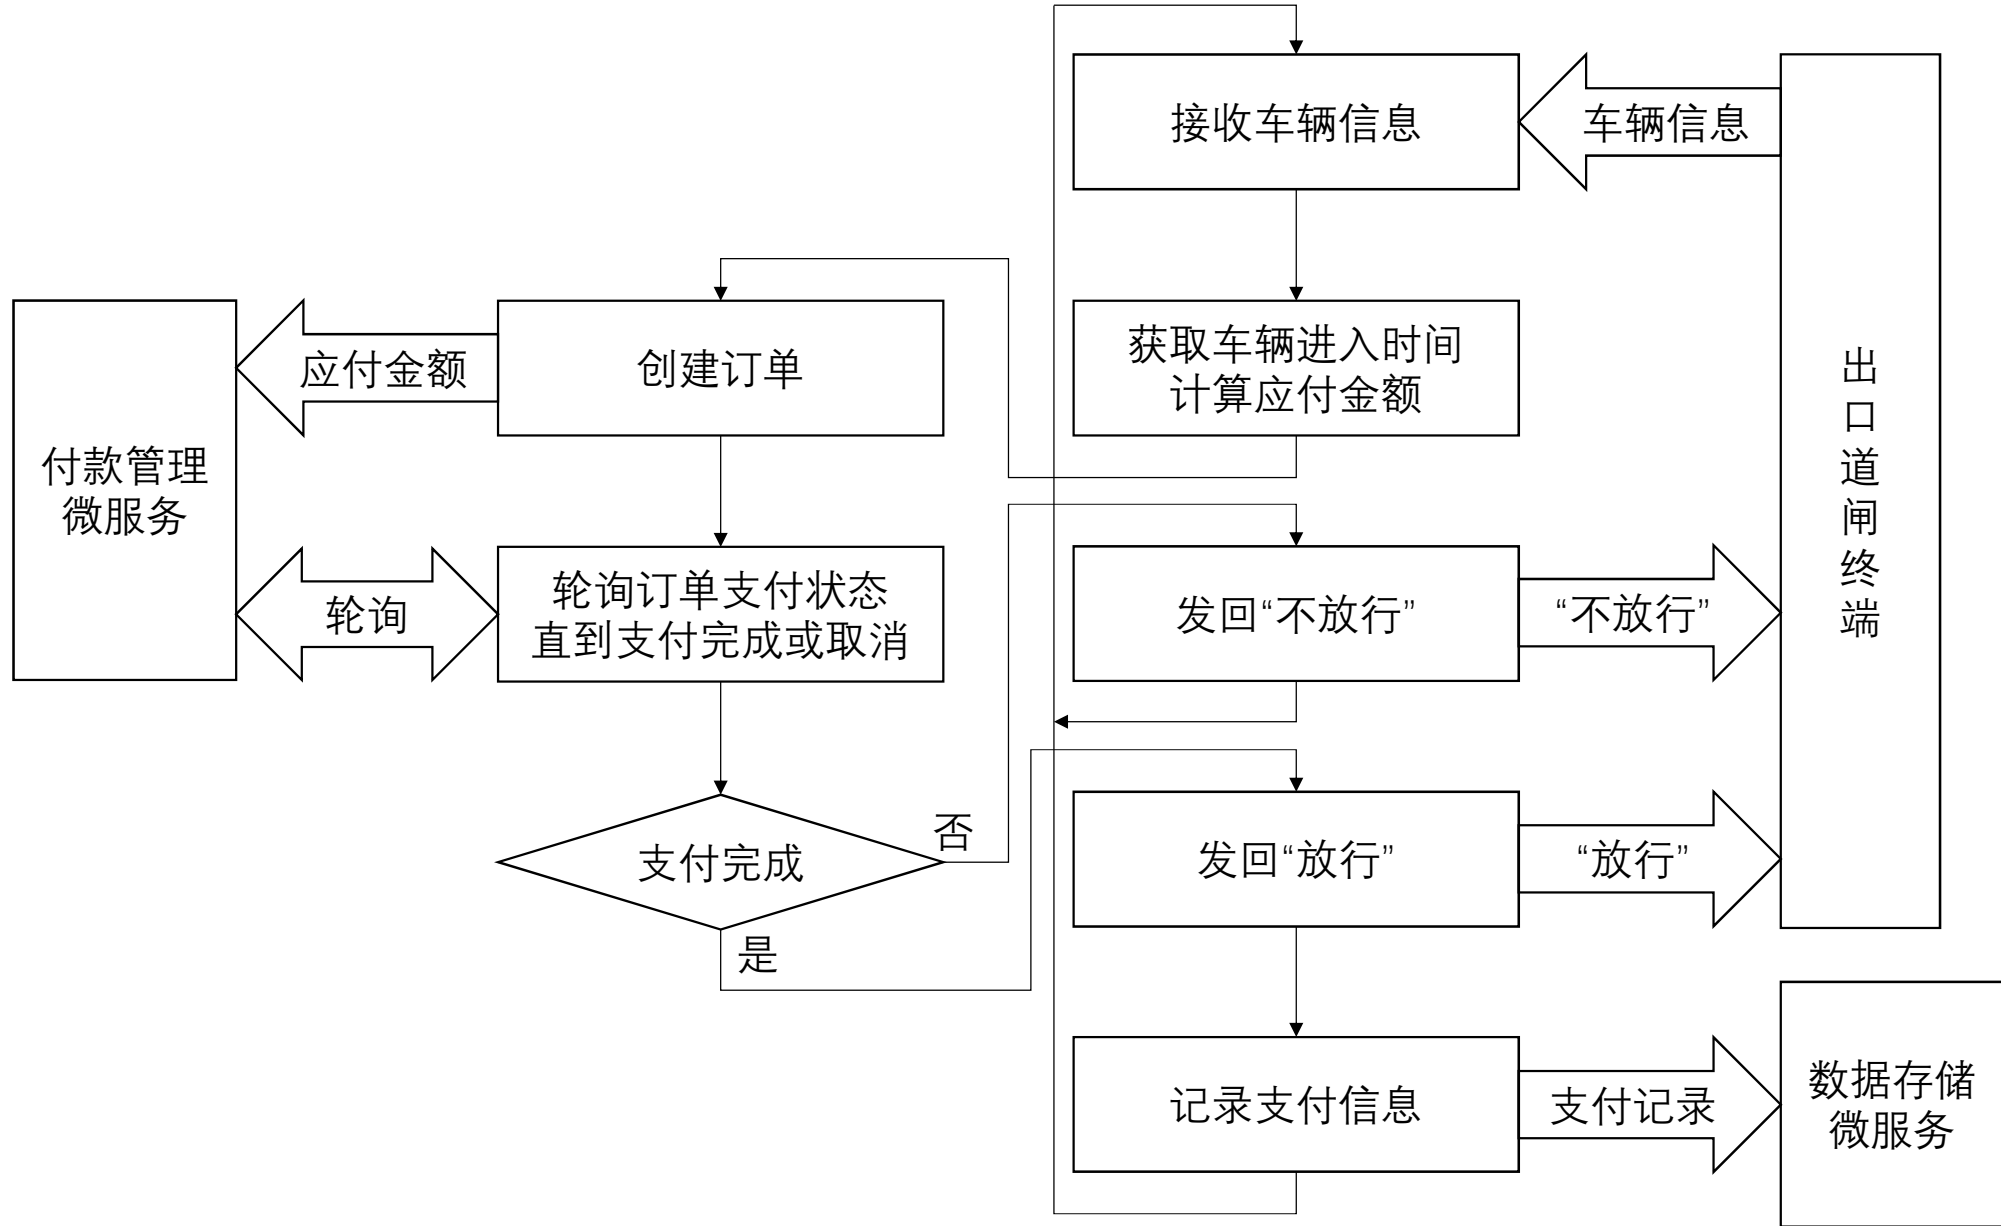 接收车辆信息
车辆信息
应付金额
创建订单
获取车辆进入时间
计算应付金额
出
口
道
闸
终
端
付款管理
微服务
轮询
轮询订单支付状态
直到支付完成或取消
发回“不放行”
“不放行”
支付完成
否
是
发回“放行”
“放行”
记录支付信息
支付记录
数据存储
微服务